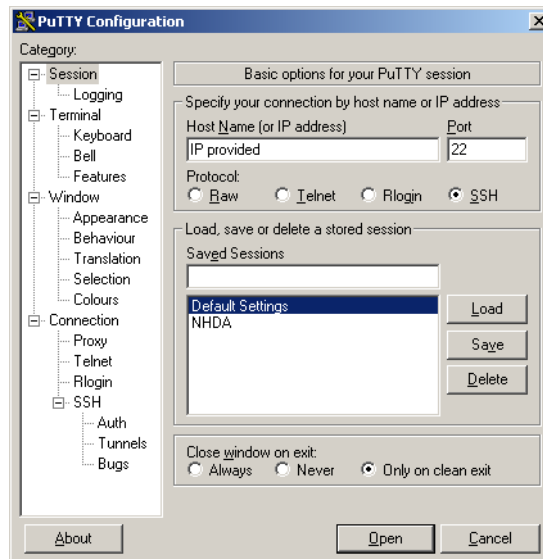 PuTTY Configuration
Category:
Session
Logging
Terminal
Keyboard
Bell
Features
Window
Appearance
Behaviour
Translation
Selection
Colours
Connection
Proxy
Telnet
Rlogin
SSH
Auth
Tunnels
Bugs
Basic options for your PuTTY session
Specify your connection by host name or IP address
Host Name (or IP address) Port
IP provided 22
Protocol:
Raw Telnet Rlogin SSH
Load, save or delete a stored session
Saved Sessions
Default Settings
NHDA
Load
Save
Delete
Close window on exit:
Always Never Only on clean exit
About Open Cancel